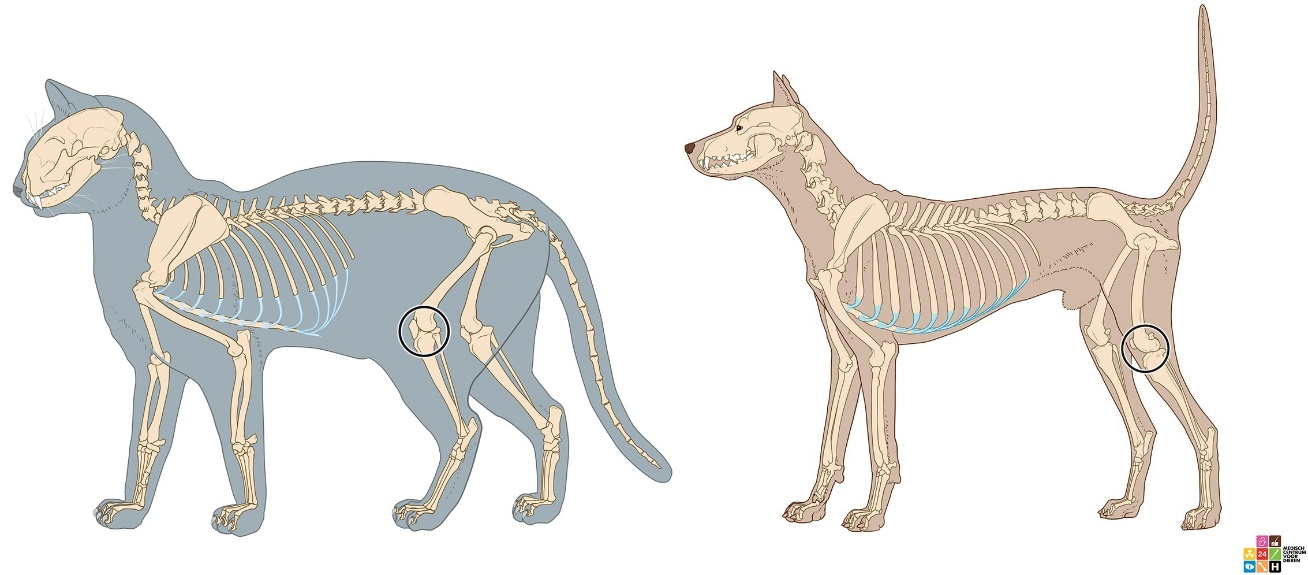 24
H
MEDISCH
CENTRUM
VOOR
DIEREN